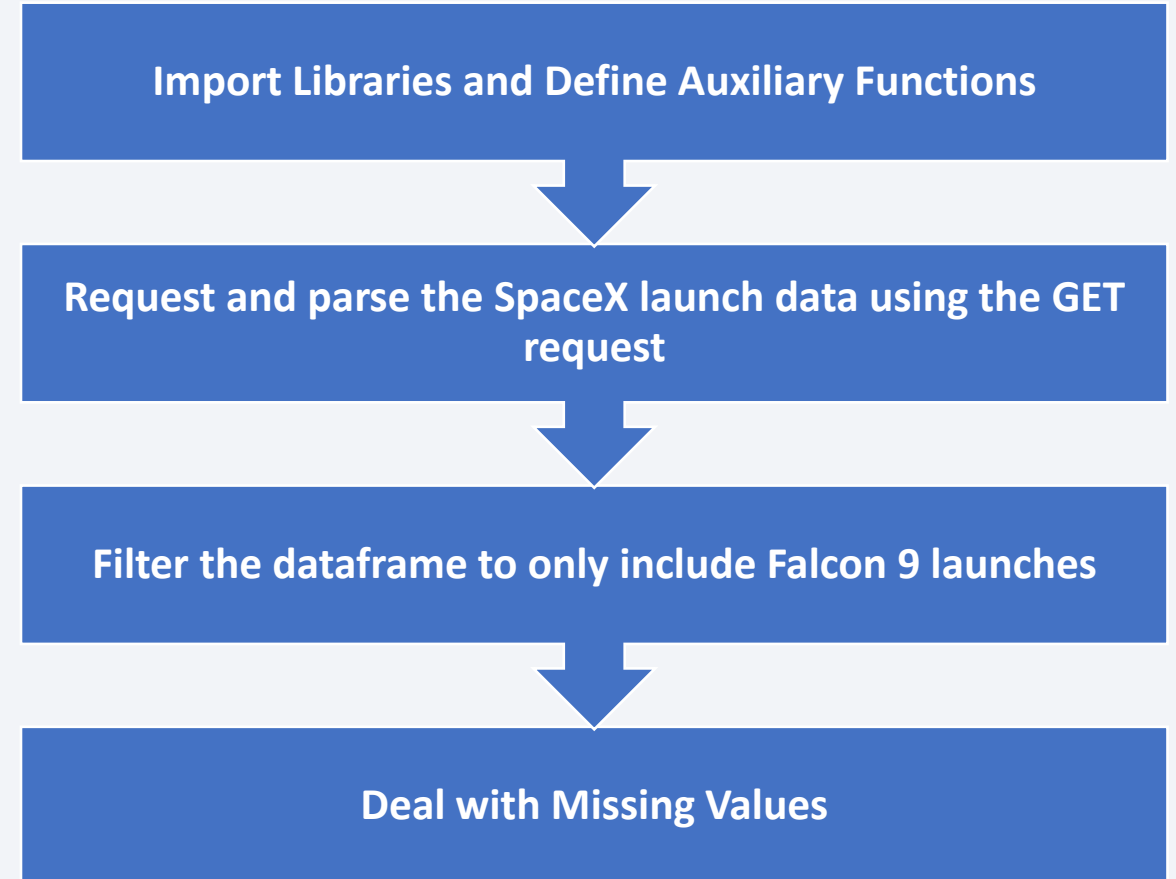 Import Libraries and Define Auxiliary Functions
Request and parse the SpaceX launch data using the GET
request
Filter the dataframe to only include Falcon 9 launches
Deal with Missing Values